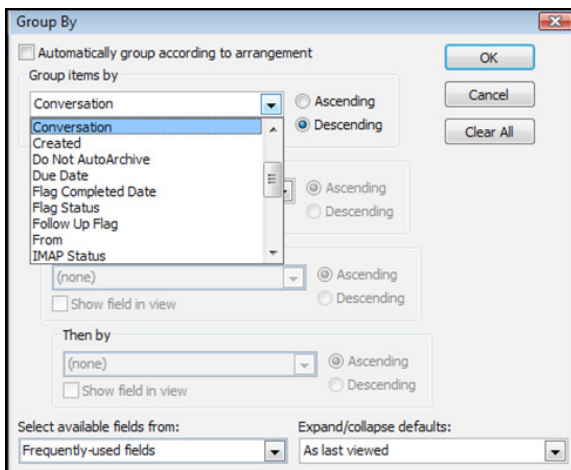 Group By
Automatically group according to arrangement
OK
Group items by
Conversation
Ascending
Cancel
Conversation
Created
Do Not AutoArchive
Due Date
Flag Completed Date
Flag Status
Follow Up Flag
From
IMAP Status
Descending
Clear All
Ascending
Descending
(none)
Ascending
Show field in view
Descending
Then by
(none)
Ascending
Show field in view
Descending
Select available fields from:
Expand/collapse defaults:
Frequently-used fields
As last viewed